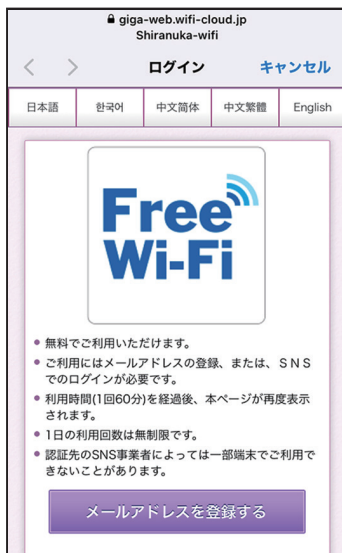 giga-web.wifi-cloud.jp
Shiranuka-wifi
ログイン
キャンセル
日本語
한국어
中文简体
中文繁體
English
Free
Wi-Fi
無料でご利用いただけます。
ご利用にはメールアドレスの登録、または、ＳＮＳ
でのログインが必要です。
利用時間(1回60分)を経過後、本ページが再度表示
されます。
1日の利用回数は無制限です。
認証先のSNS事業者によっては一部端末でご利用で
きないことがあります。
メールアドレスを登録する